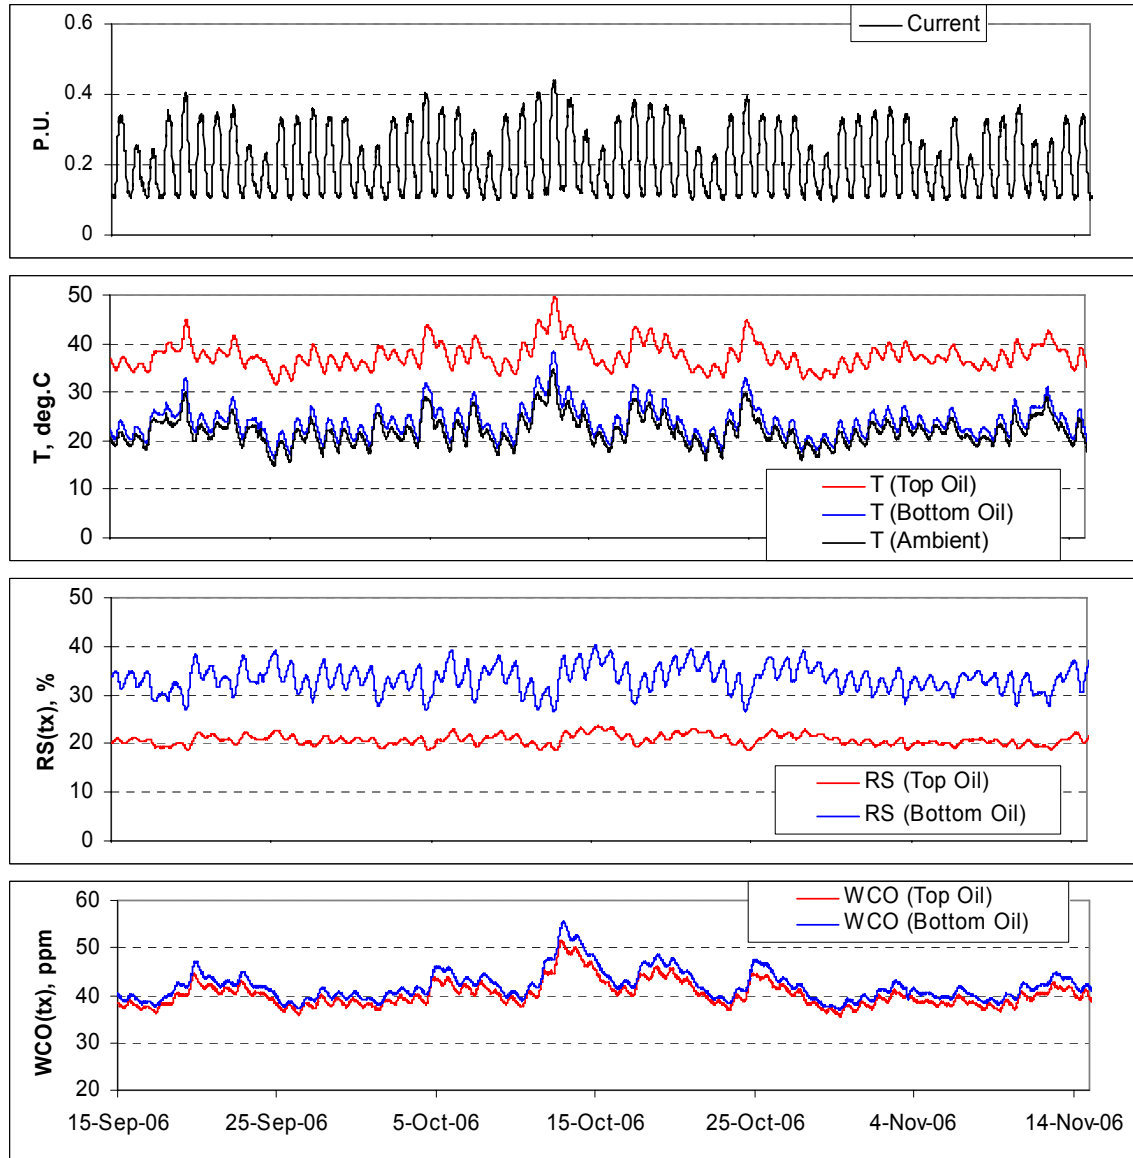 0.6
Current
0.4
P.U.
0.2
0
50
40
30
T, deg.C
20
10
0
T (Top Oil)
T (Bottom Oil)
T (Ambient)
50
40
30
RS(tx), %
20
10
0
RS (Top Oil)
RS (Bottom Oil)
60
WCO (Top Oil)
WCO (Bottom Oil)
50
WCO(tx), ppm
40
30
20
15-Sep-06 25-Sep-06 5-Oct-06 15-Oct-06 25-Oct-06 4-Nov-06 14-Nov-06